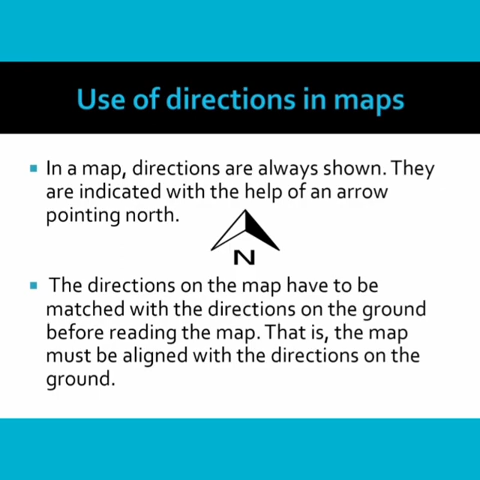 Use of directions in maps
In a map, directions are always shown. They
are indicated with the help of an arrow
pointing north.
N
The directions on the map have to be
matched with the directions on the ground
before reading the map. That is, the map
must be aligned with the directions on the
ground.